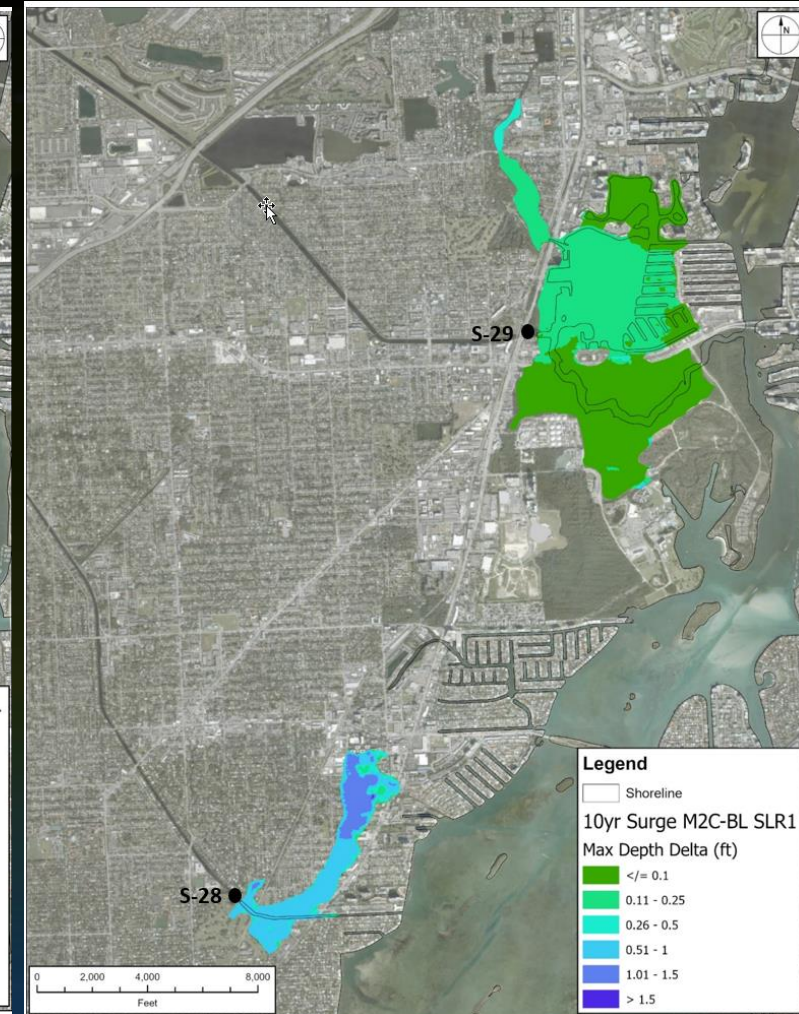 N
S-29
S-28
Legend
Shoreline
10yr Surge M2C-BL SLR1
Max Depth Delta (ft)
</= 0.1
0.11 - 0.25
0.26 - 0.5
0.51 - 1
1.01 - 1.5
> 1.5
0 2,000 4,000 8,000
Feet